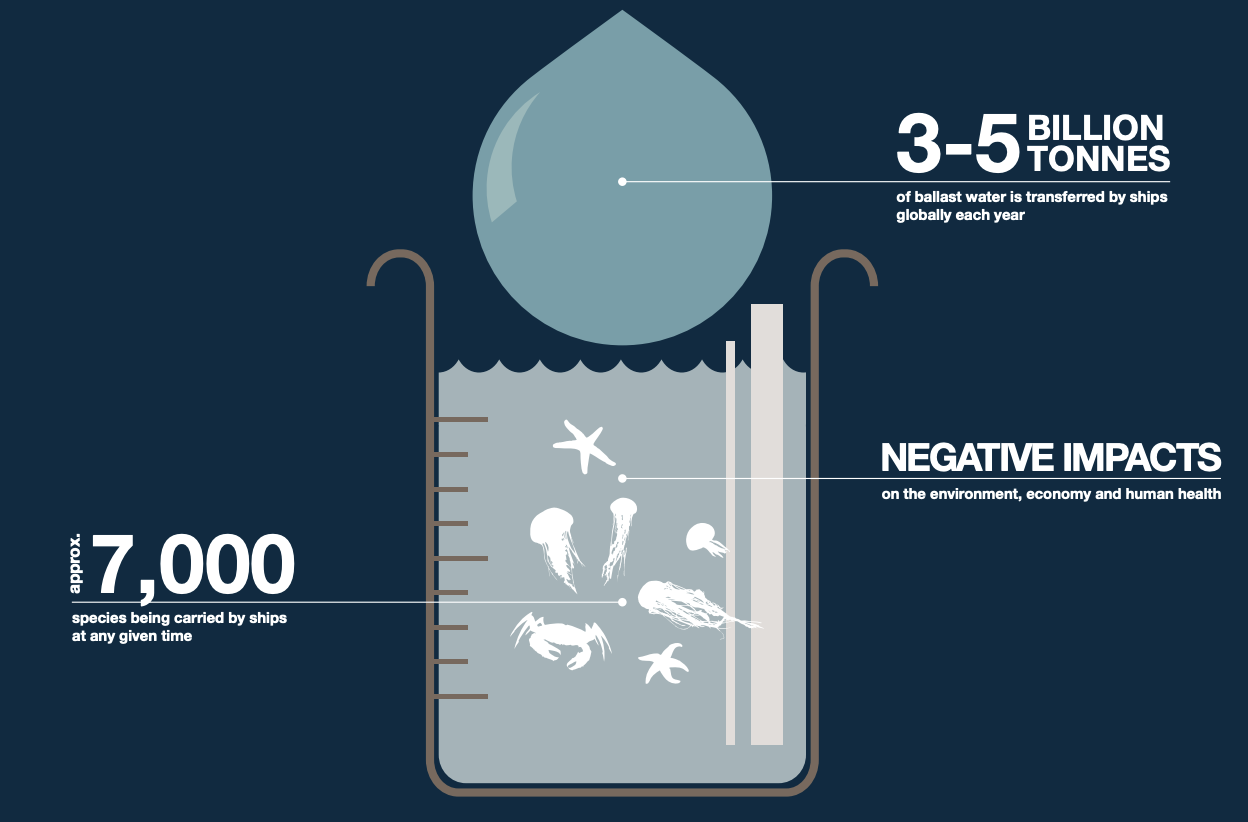 3-5 BILLION
TONNES
of ballast water is transferred by ships
globally each year
NEGATIVE IMPACTS
on the environment, economy and human health
approx.
7,000
species being carried by ships
at any given time